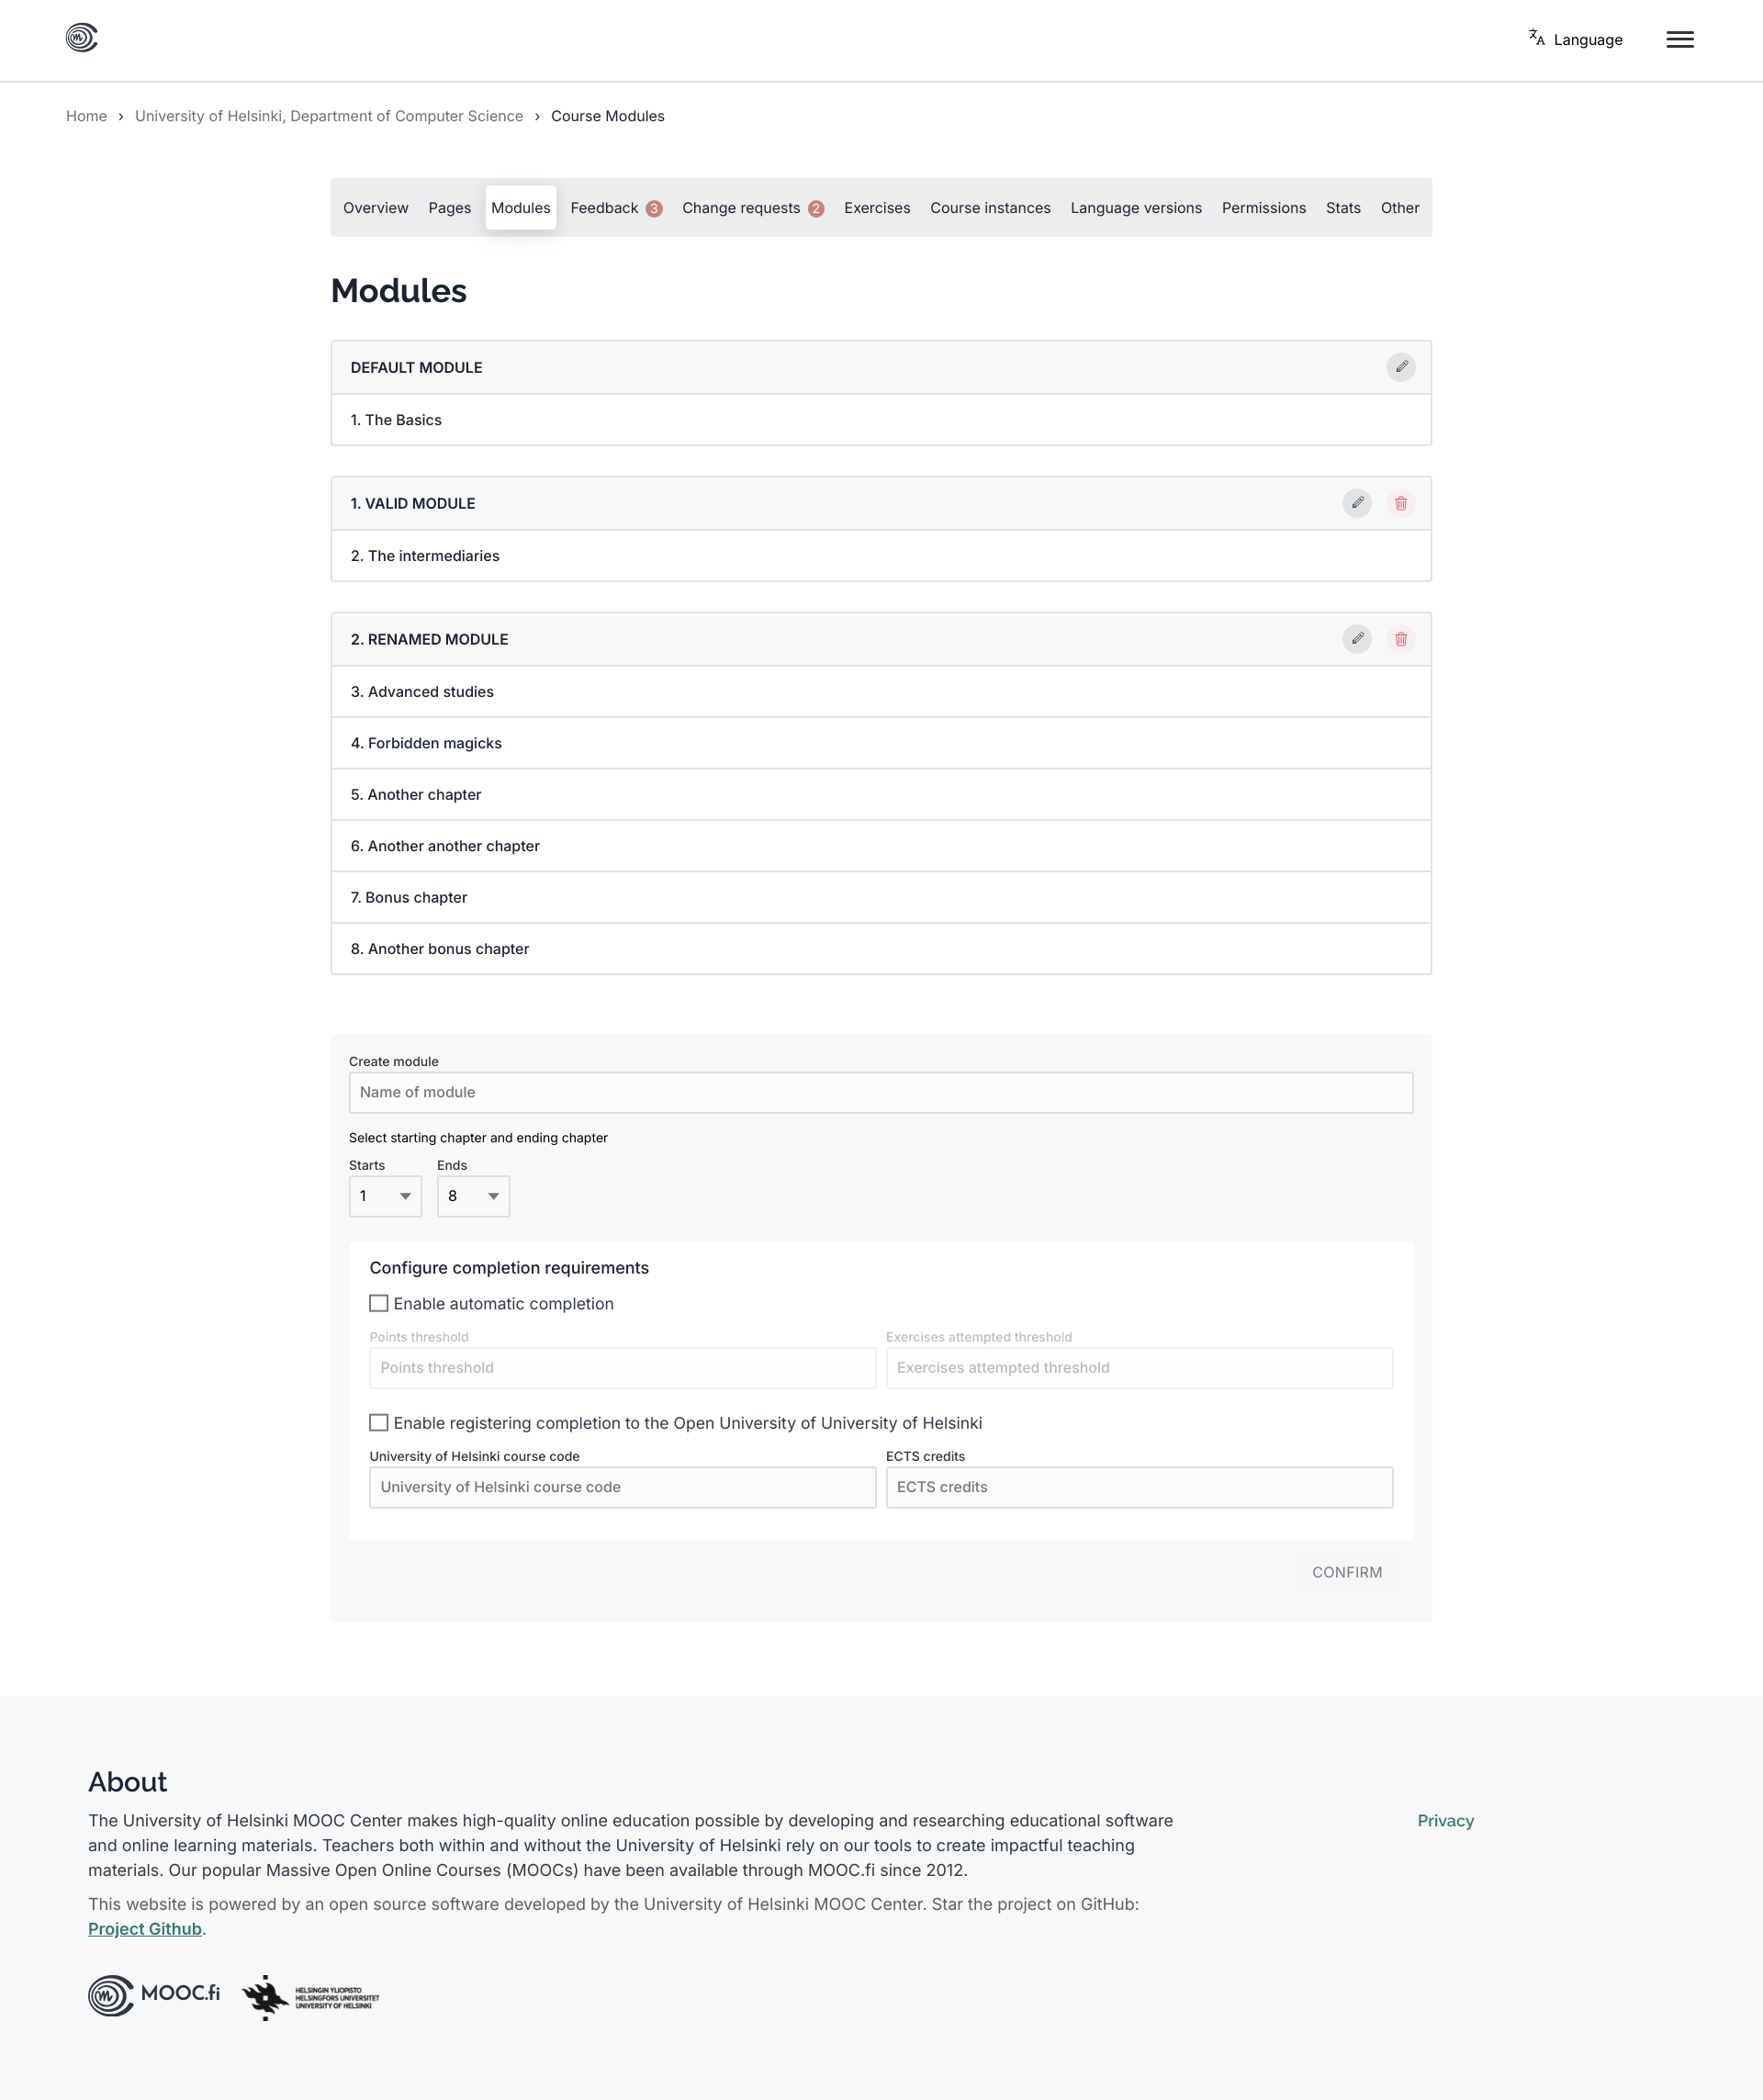 Language
Home › University of Helsinki, Department of Computer Science › Course Modules
Overview Pages Modules Feedback 3 Change requests 2 Exercises Course instances Language versions Permissions Stats Other
Modules
DEFAULT MODULE
1. The Basics
1. VALID MODULE
2. The intermediaries
2. RENAMED MODULE
3. Advanced studies
4. Forbidden magicks
5. Another chapter
6. Another another chapter
7. Bonus chapter
8. Another bonus chapter
Create module
Name of module
Select starting chapter and ending chapter
Starts Ends
1 8
Configure completion requirements
Enable automatic completion
Points threshold Exercises attempted threshold
Points threshold Exercises attempted threshold
Enable registering completion to the Open University of University of Helsinki
University of Helsinki course code ECTS credits
University of Helsinki course code ECTS credits
CONFIRM
About
The University of Helsinki MOOC Center makes high-quality online education possible by developing and researching educational software
and online learning materials. Teachers both within and without the University of Helsinki rely on our tools to create impactful teaching
materials. Our popular Massive Open Online Courses (MOOCs) have been available through MOOC.fi since 2012.
Privacy
This website is powered by an open source software developed by the University of Helsinki MOOC Center. Star the project on GitHub:
Project Github.
MOOC.fi
HELSINGIN YLIOPISTO
HELSINGFORS UNIVERSITET
UNIVERSITY OF HELSINKI